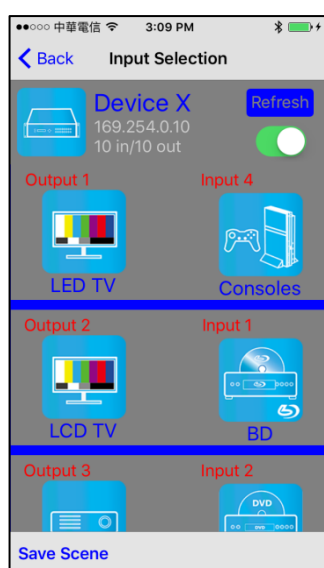 中華電信 3:09 PM
Back Input Selection
Device X Refresh
169.254.0.10
10 in/10 out
Output 1 Input 4
LED TV Consoles
Output 2 Input 1
LCD TV BD
Output 3 Input 2
DVD
Save Scene